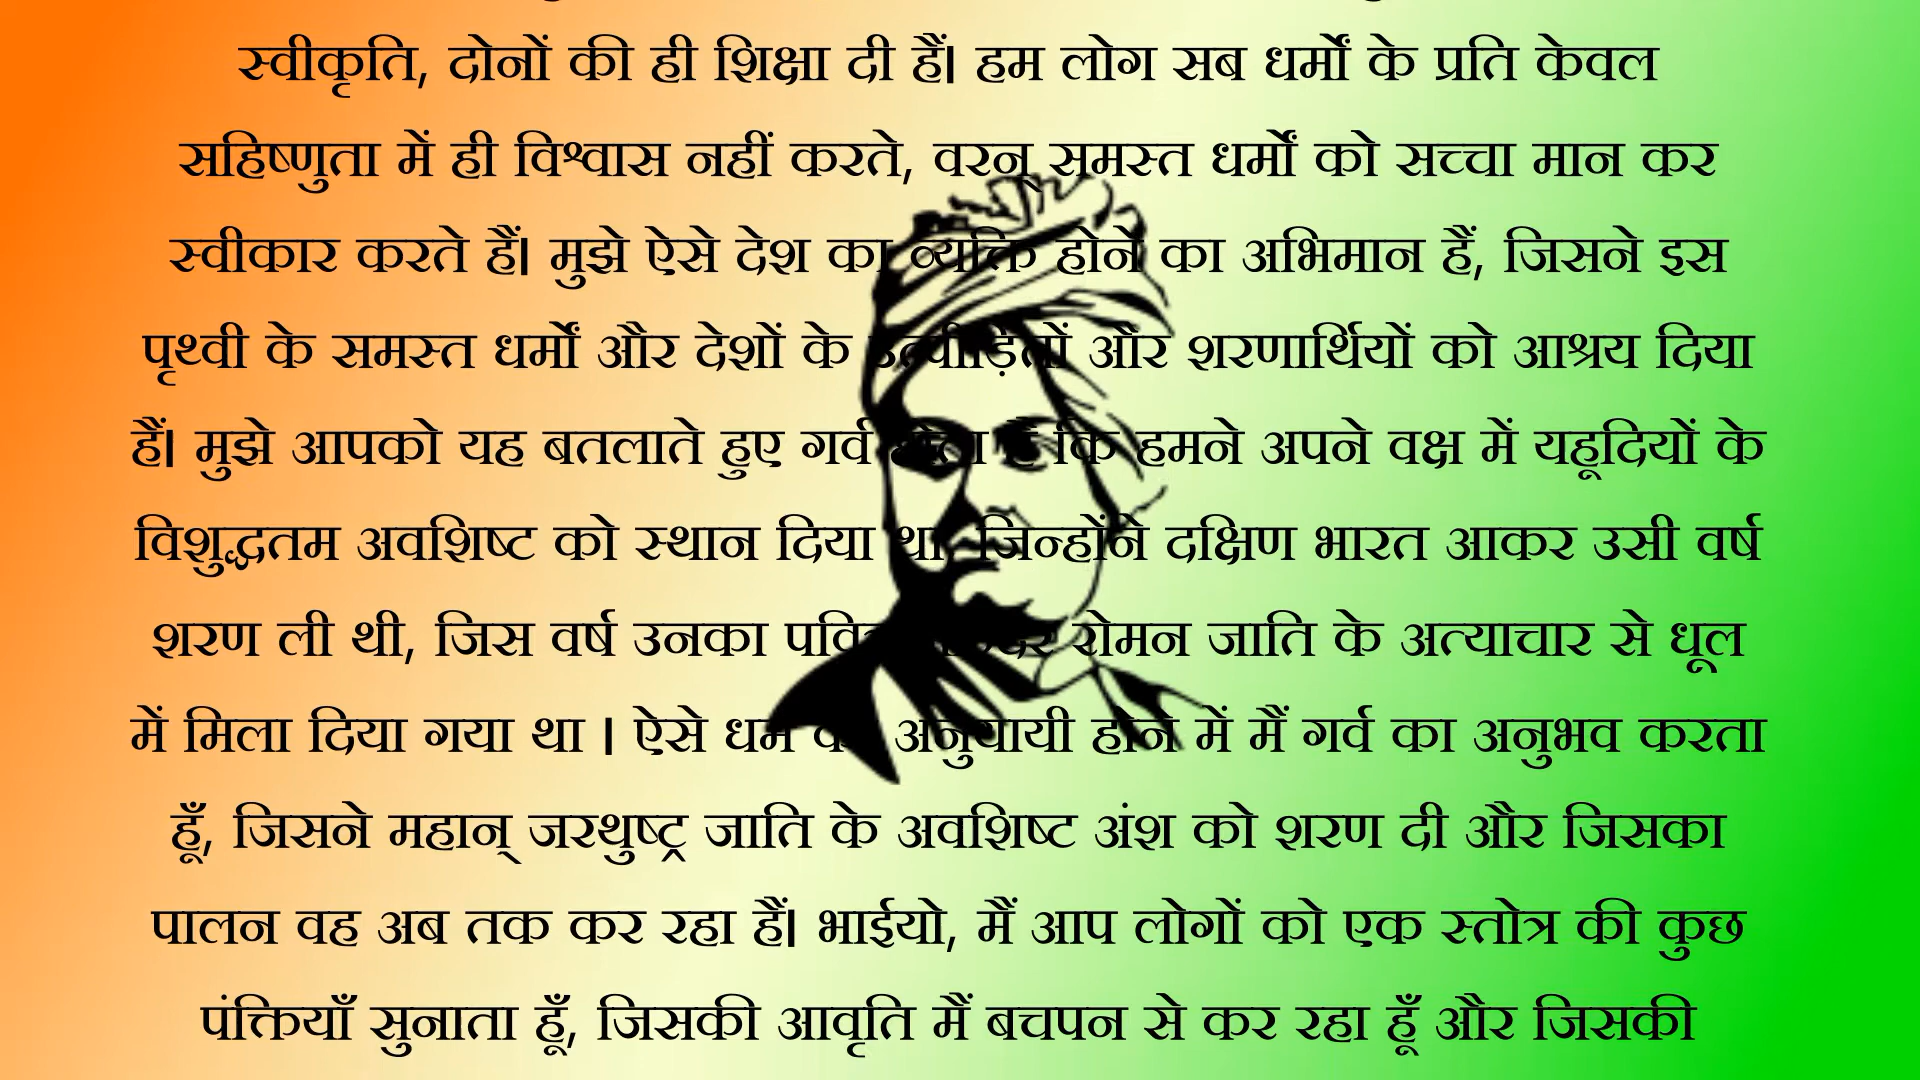 स्वीकृति, दोनों की ही शिक्षा दी हैं। हम लोग सब धर्मों के प्रति केवल
सहिष्णुता में ही विश्वास नहीं करते, वरन् समस्त धर्मों को सच्चा मान कर
स्वीकार करते हैं। मुझे ऐसे देश का व्यक्ति होने का अभिमान हैं, जिसने इस
पृथ्वी के समस्त धर्मों और देशों के उत्पीड़ितों और शरणार्थियों को आश्रय दिया
हैं। मुझे आपको यह बतलाते हुए गर्व होता हैं कि हमने अपने वक्ष में यहूदियों के
विशुद्धतम अवशिष्ट को स्थान दिया था, जिन्होंने दक्षिण भारत आकर उसी वर्ष
शरण ली थी, जिस वर्ष उनका पवित्र मन्दिर रोमन जाति के अत्याचार से धूल
में मिला दिया गया था । ऐसे धर्म का अनुयायी होने में मैं गर्व का अनुभव करता
हूँ, जिसने महान् जरथुष्ट्र जाति के अवशिष्ट अंश को शरण दी और जिसका
पालन वह अब तक कर रहा हैं। भाईयो, मैं आप लोगों को एक स्तोत्र की कुछ
पंक्तियाँ सुनाता हूँ, जिसकी आवृति मैं बचपन से कर रहा हूँ और जिसकी